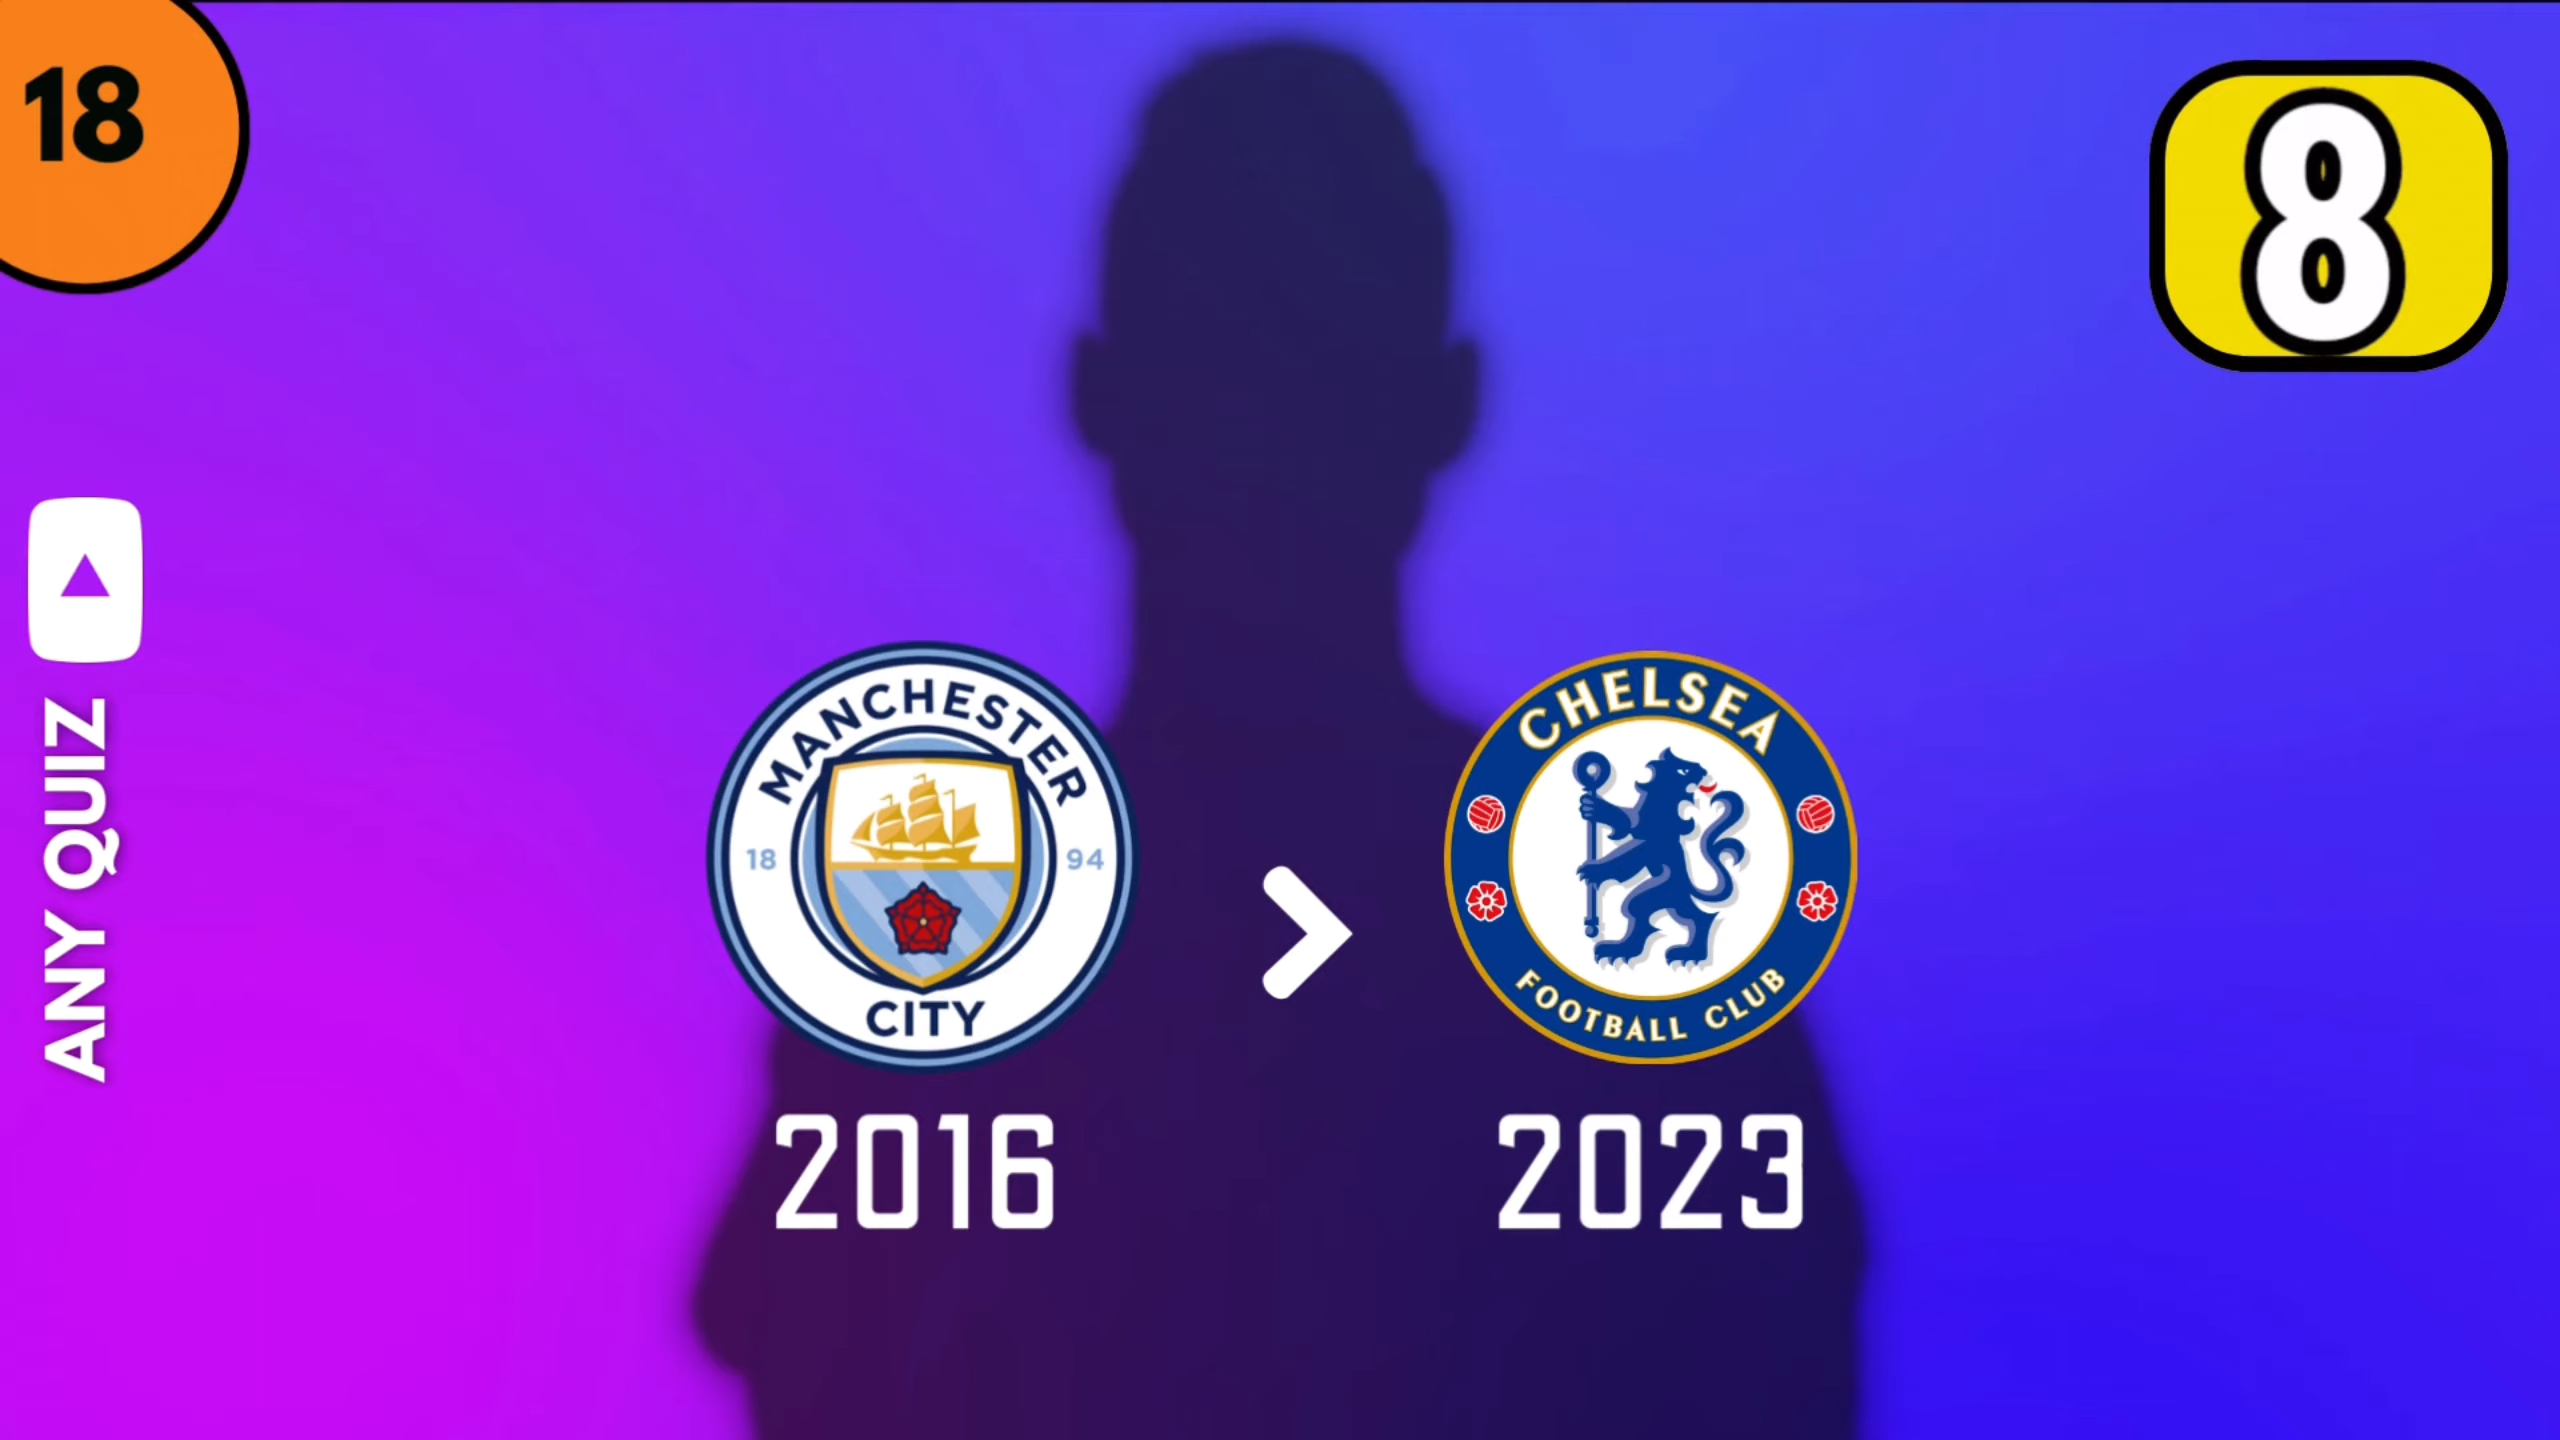 18
8
ANY QUIZ
MANCHESTER
18 94
CITY
CHELSEA
FOOTBALL CLUB
2016
2023